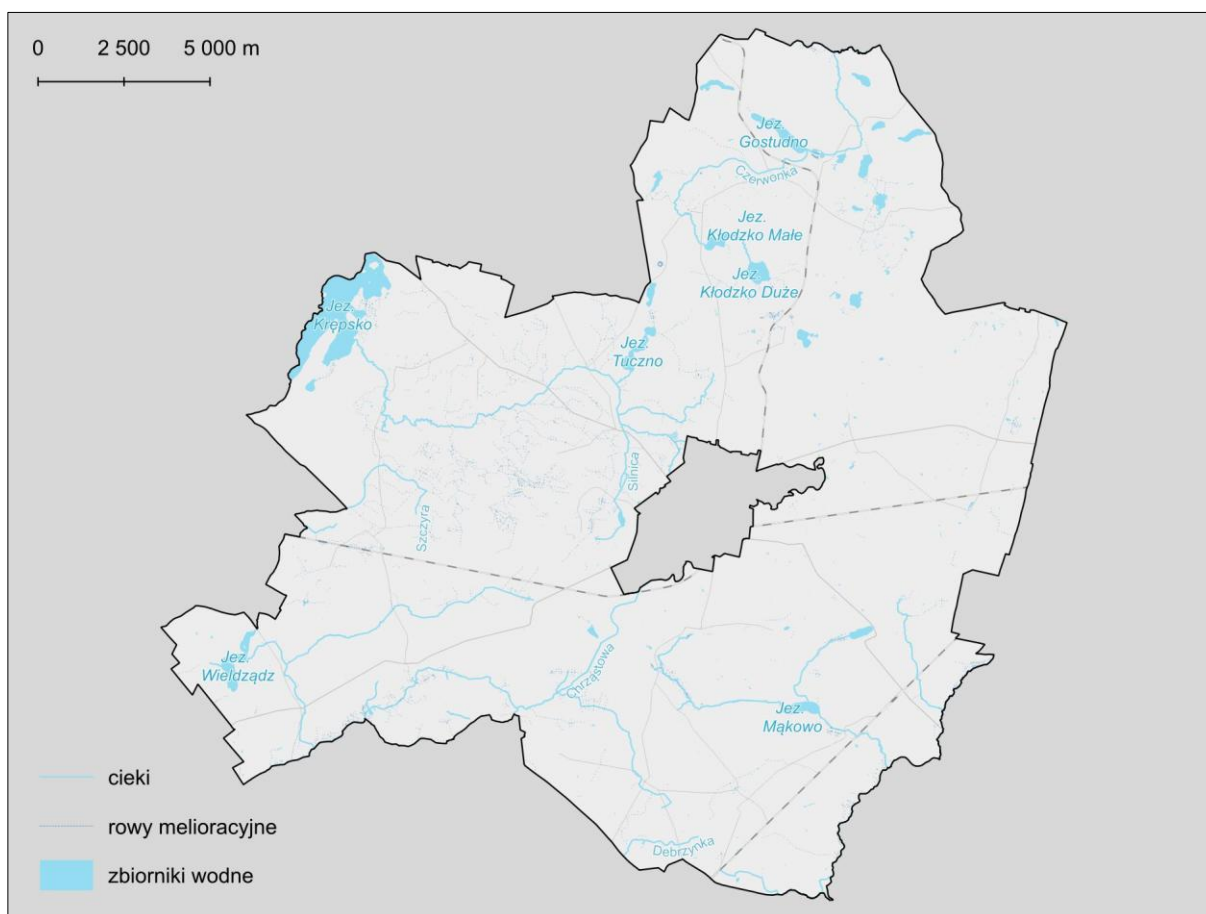 0 2 500 5 000 m
Jez.
Gostudno
Czerwonka
Jez.
Kłodzko Małe
Jez.
Kłodzko Duże
Jez.
Krępsko
Jez.
Tuczno
Silnica
Szczyra
Jez.
Wieldządz
Chrząstowa
Jez.
Mąkowo
Debrzynka
cieki
rowy melioracyjne
zbiorniki wodne